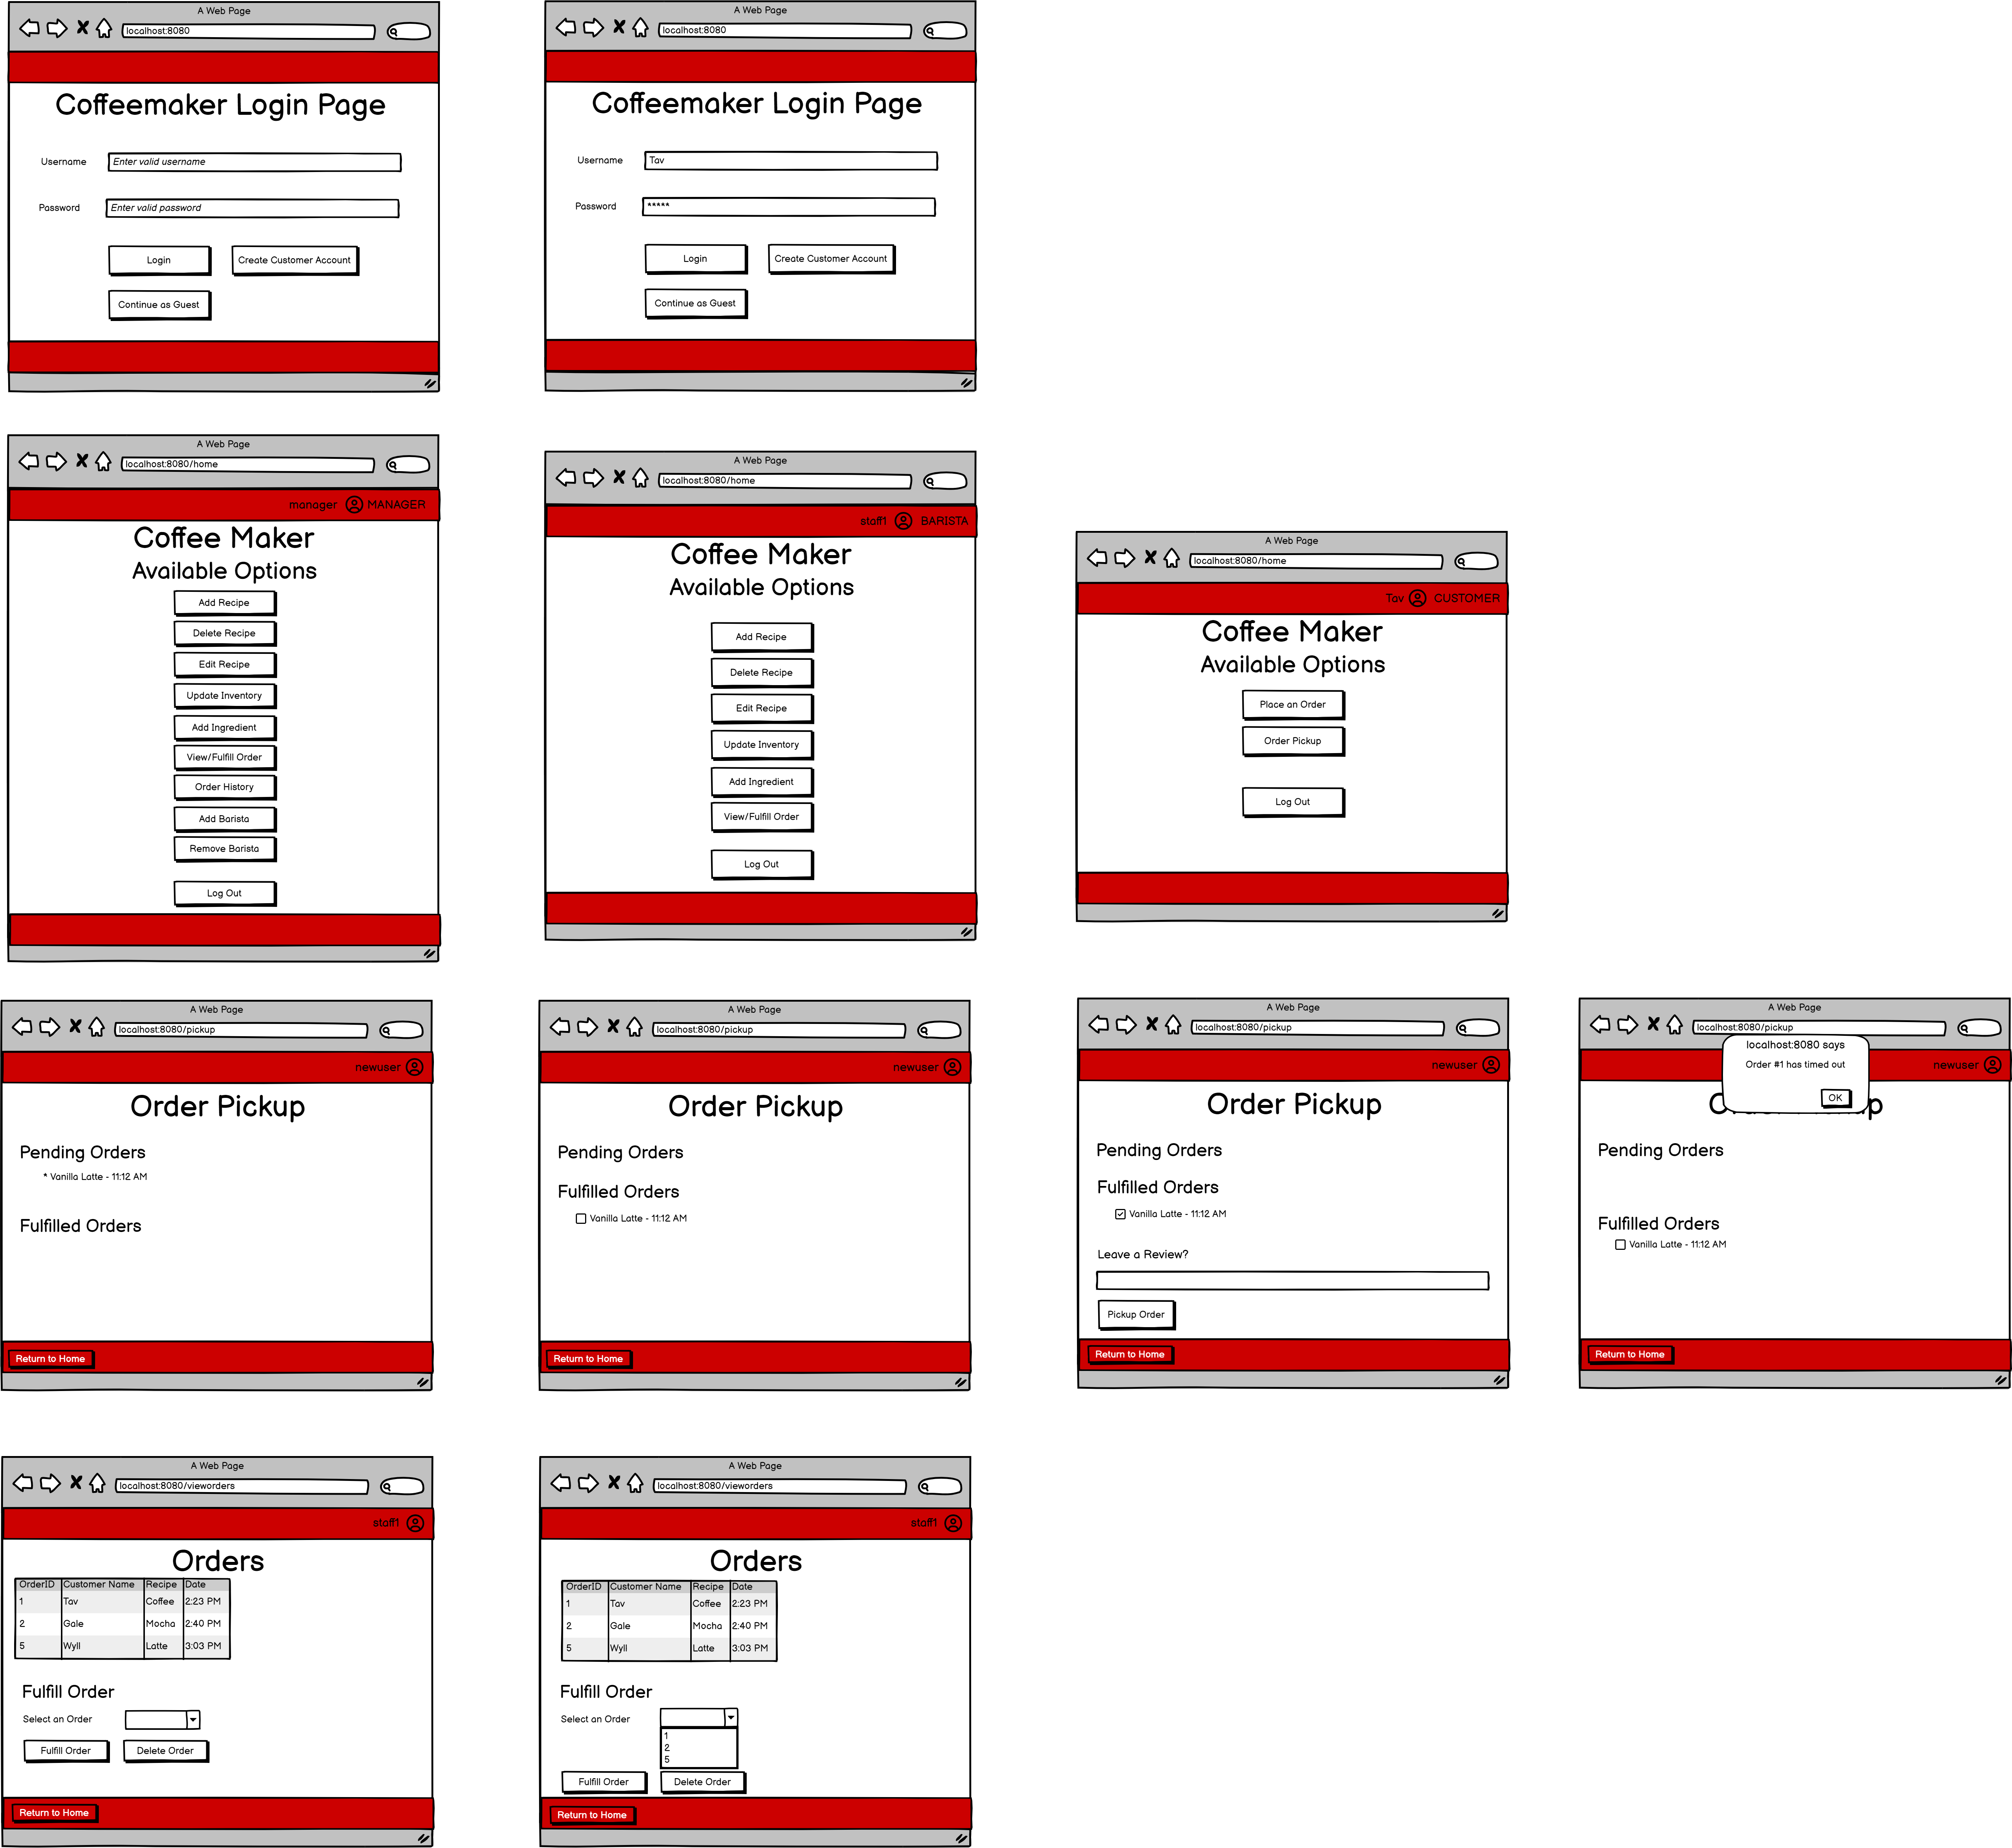 A Web Page
localhost:8080
Coffeemaker Login Page
Username
Enter valid username
Password
Enter valid password
Login
Create Customer Account
Continue as Guest
A Web Page
localhost:8080
Coffeemaker Login Page
Username
Tav
Password
*****
Login
Create Customer Account
Continue as Guest
A Web Page
localhost:8080/home
manager MANAGER
Coffee Maker
Available Options
Add Recipe
Delete Recipe
Edit Recipe
Update Inventory
Add Ingredient
View/Fulfill Order
Order History
Add Barista
Remove Barista
Log Out
A Web Page
localhost:8080/home
staff1 BARISTA
Coffee Maker
Available Options
Add Recipe
Delete Recipe
Edit Recipe
Update Inventory
Add Ingredient
View/Fulfill Order
Log Out
A Web Page
localhost:8080/home
Tav CUSTOMER
Coffee Maker
Available Options
Place an Order
Order Pickup
Log Out
A Web Page
localhost:8080/pickup
newuser
Order Pickup
Pending Orders
* Vanilla Latte - 11:12 AM
Fulfilled Orders
Return to Home
A Web Page
localhost:8080/pickup
newuser
Order Pickup
Pending Orders
Fulfilled Orders
Vanilla Latte - 11:12 AM
Return to Home
A Web Page
localhost:8080/pickup
newuser
Order Pickup
Pending Orders
Fulfilled Orders
Vanilla Latte - 11:12 AM
Leave a Review?
Pickup Order
Return to Home
A Web Page
localhost:8080/pickup
localhost:8080 says
Order #1 has timed out
OK
newuser
Pending Orders
Fulfilled Orders
Vanilla Latte - 11:12 AM
Return to Home
A Web Page
localhost:8080/vieworders
staff1
Orders
OrderID Customer Name Recipe Date
1 Tav Coffee 2:23 PM
2 Gale Mocha 2:40 PM
5 Wyll Latte 3:03 PM
Fulfill Order
Select an Order
Fulfill Order
Delete Order
Return to Home
A Web Page
localhost:8080/vieworders
staff1
Orders
OrderID Customer Name Recipe Date
1 Tav Coffee 2:23 PM
2 Gale Mocha 2:40 PM
5 Wyll Latte 3:03 PM
Fulfill Order
Select an Order
1
2
5
Fulfill Order
Delete Order
Return to Home